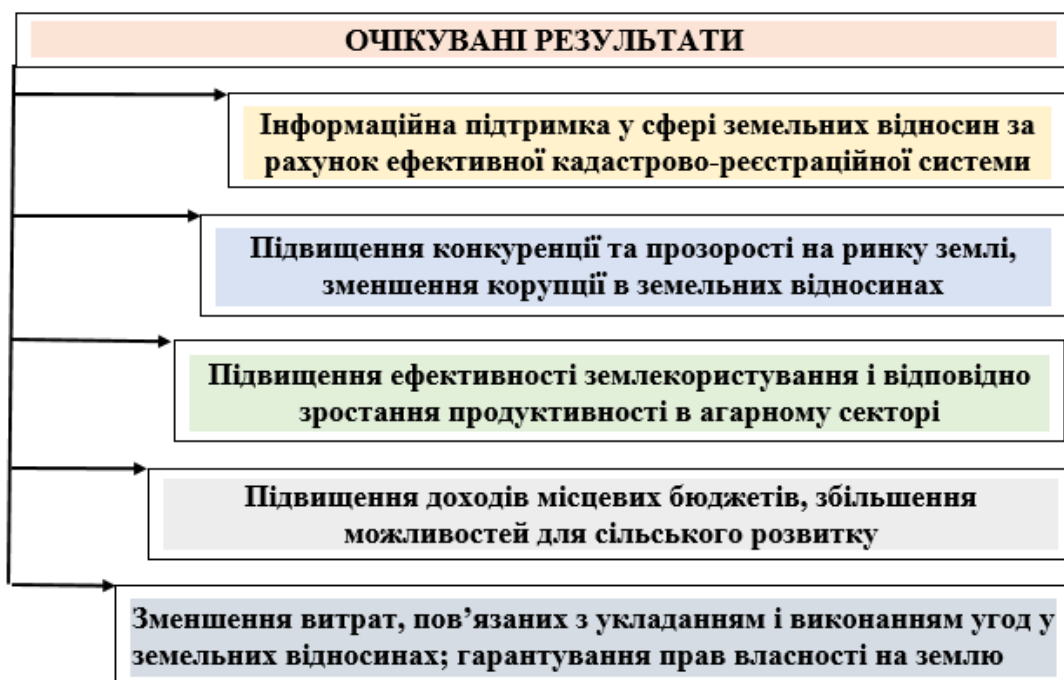 ОЧІКУВАНІ РЕЗУЛЬТАТИ
Інформаційна підтримка у сфері земельних відносин за
рахунок ефективної кадастрово-реєстраційної системи
Підвищення конкуренції та прозорості на ринку землі,
зменшення корупції в земельних відносинах
Підвищення ефективності землекористування і відповідно
зростання продуктивності в агарному секторі
Підвищення доходів місцевих бюджетів, збільшення
можливостей для сільського розвитку
Зменшення витрат, пов’язаних з укладанням і виконанням угод у
земельних відносинах; гарантування прав власності на землю